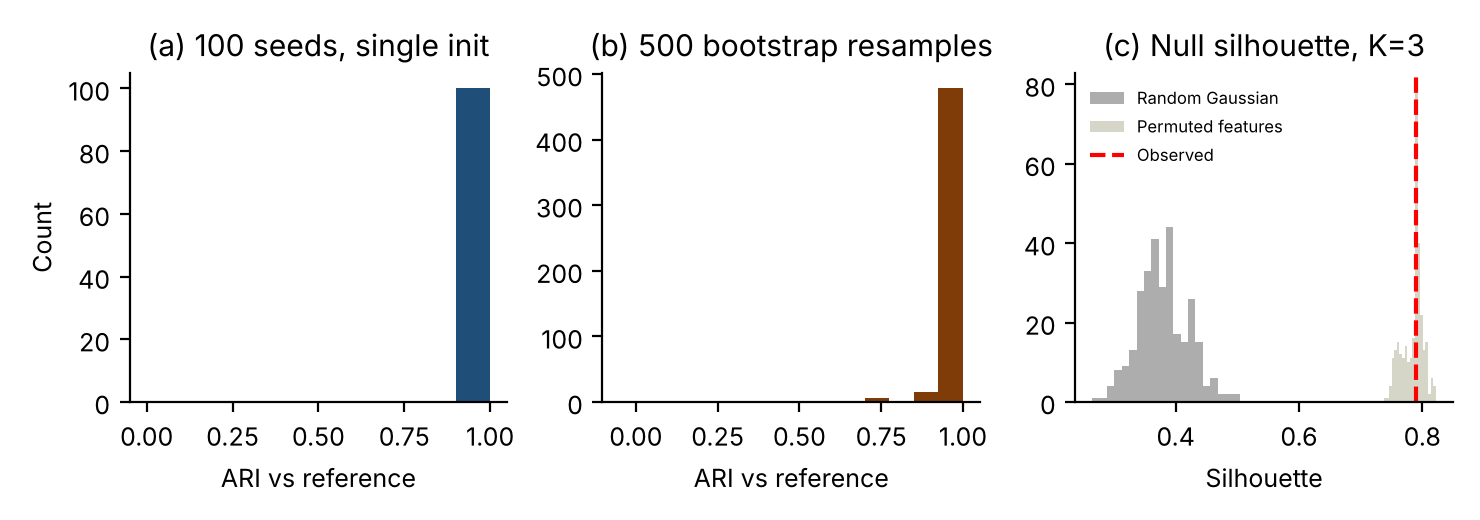 (a) 100 seeds, single init
100
80
60
40
20
0
Count
0.00 0.25 0.50 0.75 1.00
ARI vs reference
(b) 500 bootstrap resamples
500
400
300
200
100
0
0.00 0.25 0.50 0.75 1.00
ARI vs reference
(c) Null silhouette, K=3
80
60
40
20
0
Random Gaussian
Permuted features
Observed
0.4 0.6 0.8
Silhouette